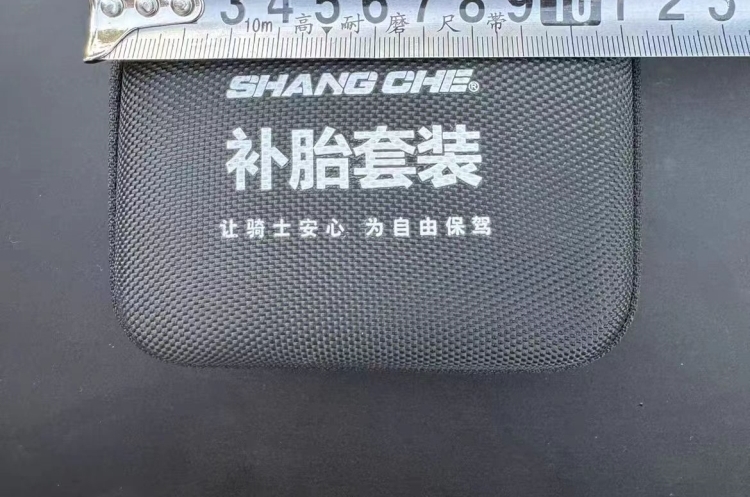 3 4 5 6 7 8 9 10 1 2 3
10m 高耐磨尺带
SHANG CHE®
补胎套装
让骑士安心 为自由保驾